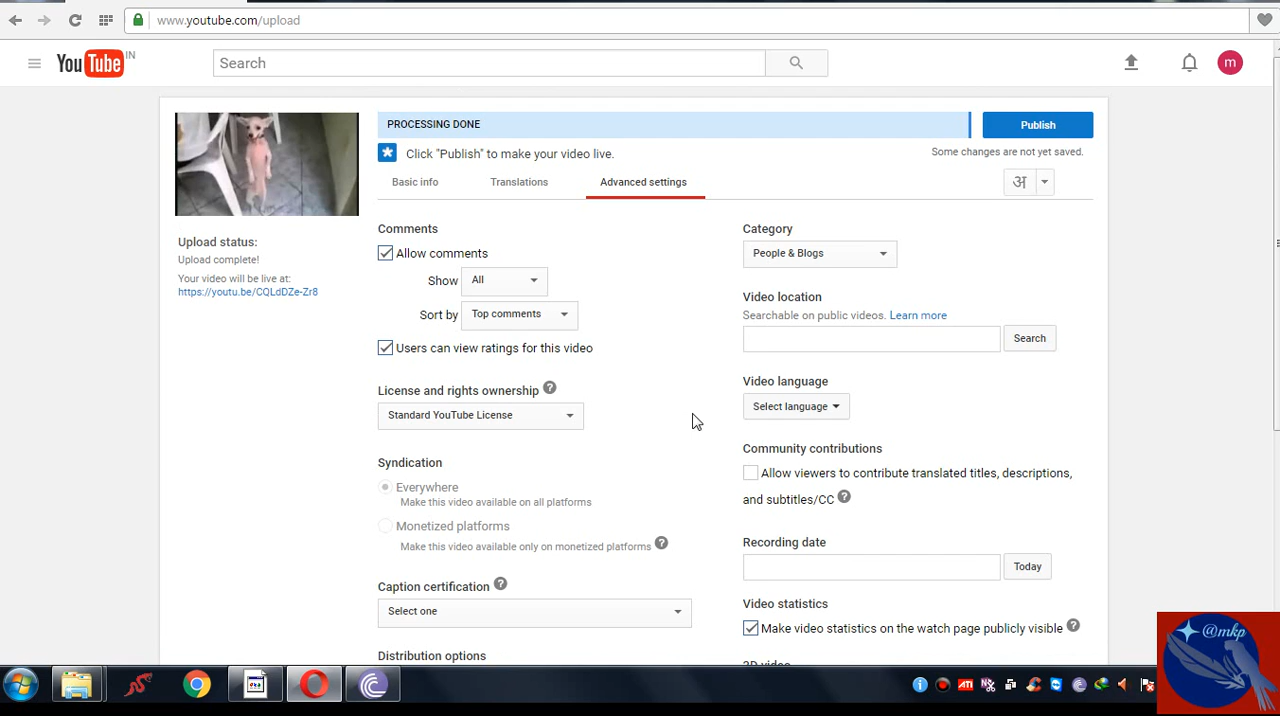 www.youtube.com/upload
YouTube IN
Search
m
PROCESSING DONE
Publish
Click "Publish" to make your video live.
Some changes are not yet saved.
Basic info
Translations
Advanced settings
अ
Upload status:
Upload complete!
Your video will be live at:
https://youtu.be/CQLdDZe-Zr8
Comments
Allow comments
Show All
Sort by Top comments
Users can view ratings for this video
License and rights ownership ?
Standard YouTube License
Syndication
Everywhere
Make this video available on all platforms
Monetized platforms
Make this video available only on monetized platforms ?
Caption certification ?
Select one
Distribution options
Category
People & Blogs
Video location
Searchable on public videos. Learn more
Search
Video language
Select language
Community contributions
Allow viewers to contribute translated titles, descriptions,
and subtitles/CC ?
Recording date
Today
Video statistics
Make video statistics on the watch page publicly visible ?
3D video
ATI
@mkp